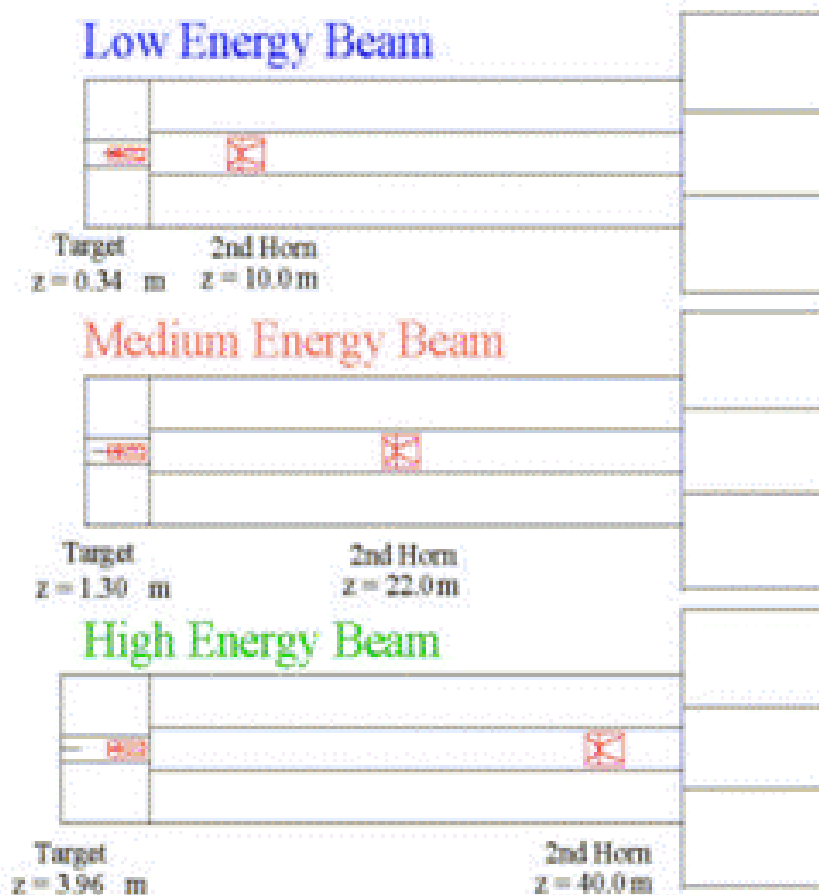 Low Energy Beam
Target 2nd Horn
z = 0.34 m z = 10.0 m
Medium Energy Beam
Target 2nd Horn
z = 1.30 m z = 22.0 m
High Energy Beam
Target 2nd Horn
z = 3.96 m z = 40.0 m